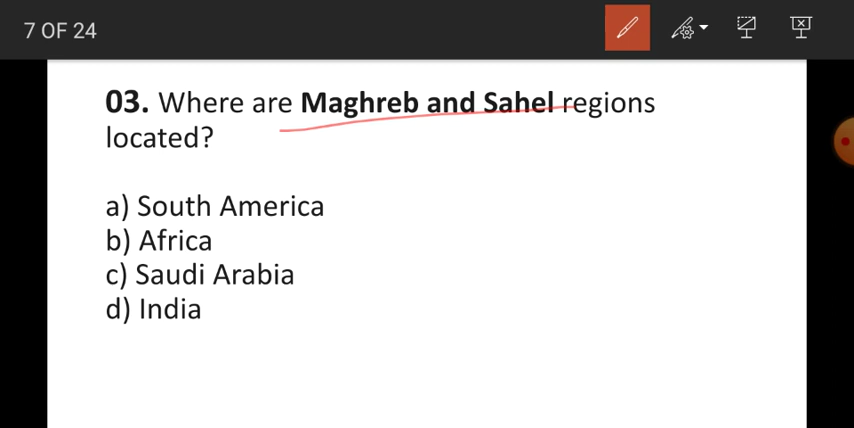 7 OF 24
03. Where are Maghreb and Sahel regions
located?
a) South America
b) Africa
c) Saudi Arabia
d) India